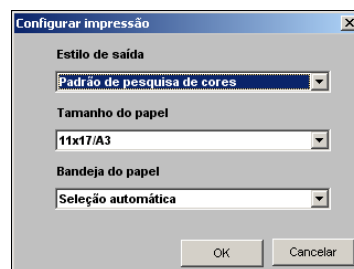 Configurar impressão
Estilo de saída
Padrão de pesquisa de cores
Tamanho do papel
11x17/A3
Bandeja do papel
Seleção automática
OK Cancelar